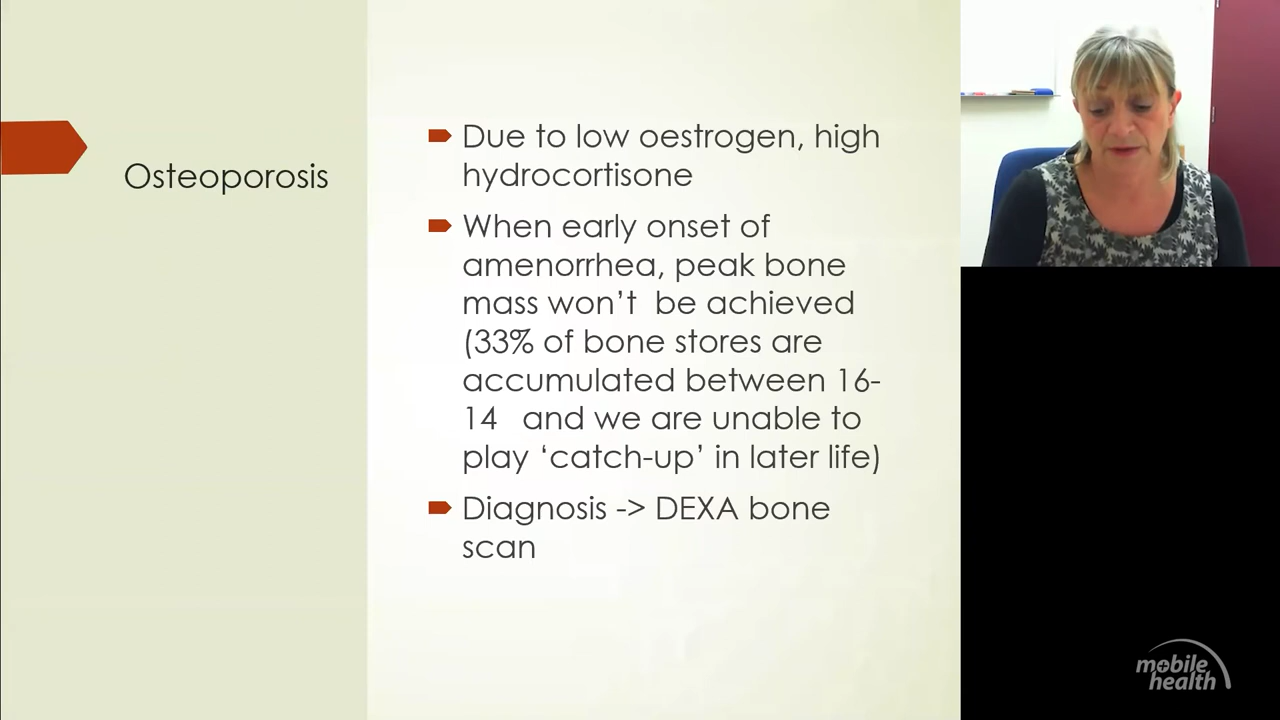 Osteoporosis
Due to low oestrogen, high
hydrocortisone
When early onset of
amenorrhea, peak bone
mass won’t  be achieved
(33% of bone stores are
accumulated between 16-
14   and we are unable to
play ‘catch-up’ in later life)
Diagnosis -> DEXA bone
scan
mobile
health